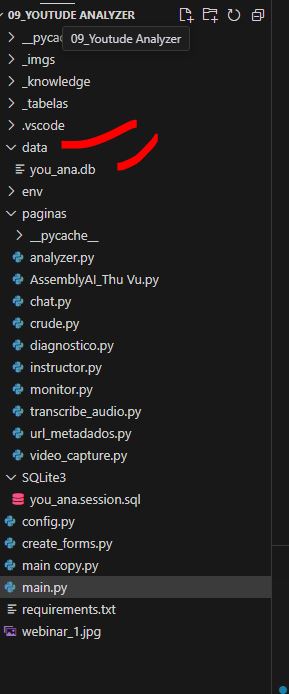 09_YOUTUDE ANALYZER
__pycac
09_Youtude Analyzer
_imgs
_knowledge
_tabelas
.vscode
data
you_ana.db
env
paginas
__pycache__
analyzer.py
AssemblyAI_Thu Vu.py
chat.py
crude.py
diagnostico.py
instructor.py
monitor.py
transcribe_audio.py
url_metadados.py
video_capture.py
SQLite3
you_ana.session.sql
config.py
create_forms.py
main copy.py
main.py
requirements.txt
webinar_1.jpg